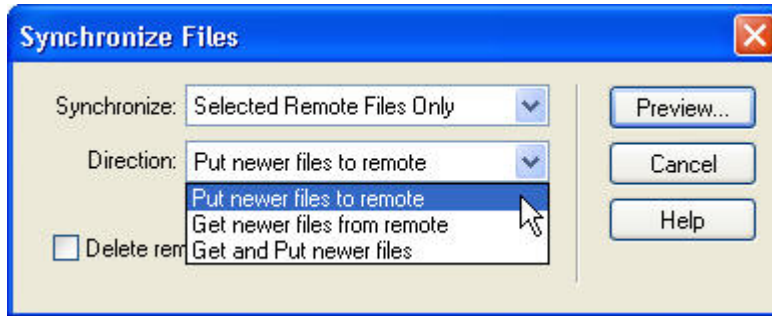 Synchronize Files
Synchronize: Selected Remote Files Only
Preview...
Direction: Put newer files to remote
Cancel
Put newer files to remote
Get newer files from remote
Help
Delete
Get and Put newer files